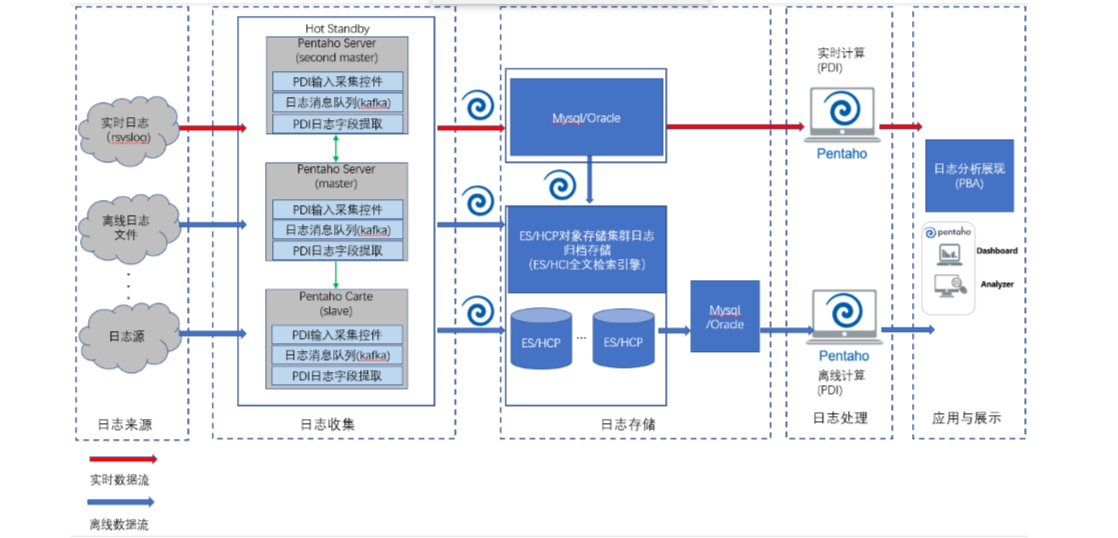 实时日志
（rsyslog）
离线日志
文件
日志源
日志来源
Hot Standby
Pentaho Server
(second master)
PDI输入采集控件
日志消息队列(kafka)
PDI日志字段提取
Pentaho Server
(master)
PDI输入采集控件
日志消息队列(kafka)
PDI日志字段提取
Pentaho Carte
(slave)
PDI输入采集控件
日志消息队列(kafka)
PDI日志字段提取
日志收集
Mysql/Oracle
ES/HCP对象存储集群日志
归档存储
（ES/HCI全文检索引擎）
ES/HCP
...
ES/HCP
Mysql
/Oracle
日志存储
实时计算
(PDI)
Pentaho
Pentaho
离线计算
(PDI)
日志处理
日志分析展现
(PBA)
pentaho
Dashboard
Analyzer
应用与展示
实时数据流
离线数据流